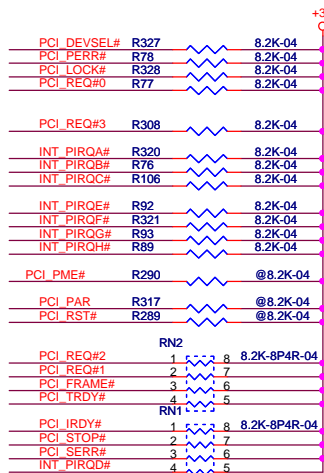 +3
PCI_DEVSEL# R327 8.2K-04
PCI_PERR# R78 8.2K-04
PCI_LOCK# R328 8.2K-04
PCI_REQ#0 R77 8.2K-04
PCI_REQ#3 R308 8.2K-04
INT_PIRQA# R320 8.2K-04
INT_PIRQB# R76 8.2K-04
INT_PIRQC# R106 8.2K-04
INT_PIRQE# R92 8.2K-04
INT_PIRQF# R321 8.2K-04
INT_PIRQG# R93 8.2K-04
INT_PIRQH# R89 8.2K-04
PCI_PME# R290 @8.2K-04
PCI_PAR R317 @8.2K-04
PCI_RST# R289 @8.2K-04
RN2
PCI_REQ#2 1 8 8.2K-8P4R-04
PCI_REQ#1 2 7
PCI_FRAME# 3 6
PCI_TRDY# 4 5
RN1
PCI_IRDY# 1 8 8.2K-8P4R-04
PCI_STOP# 2 7
PCI_SERR# 3 6
INT_PIRQD# 4 5